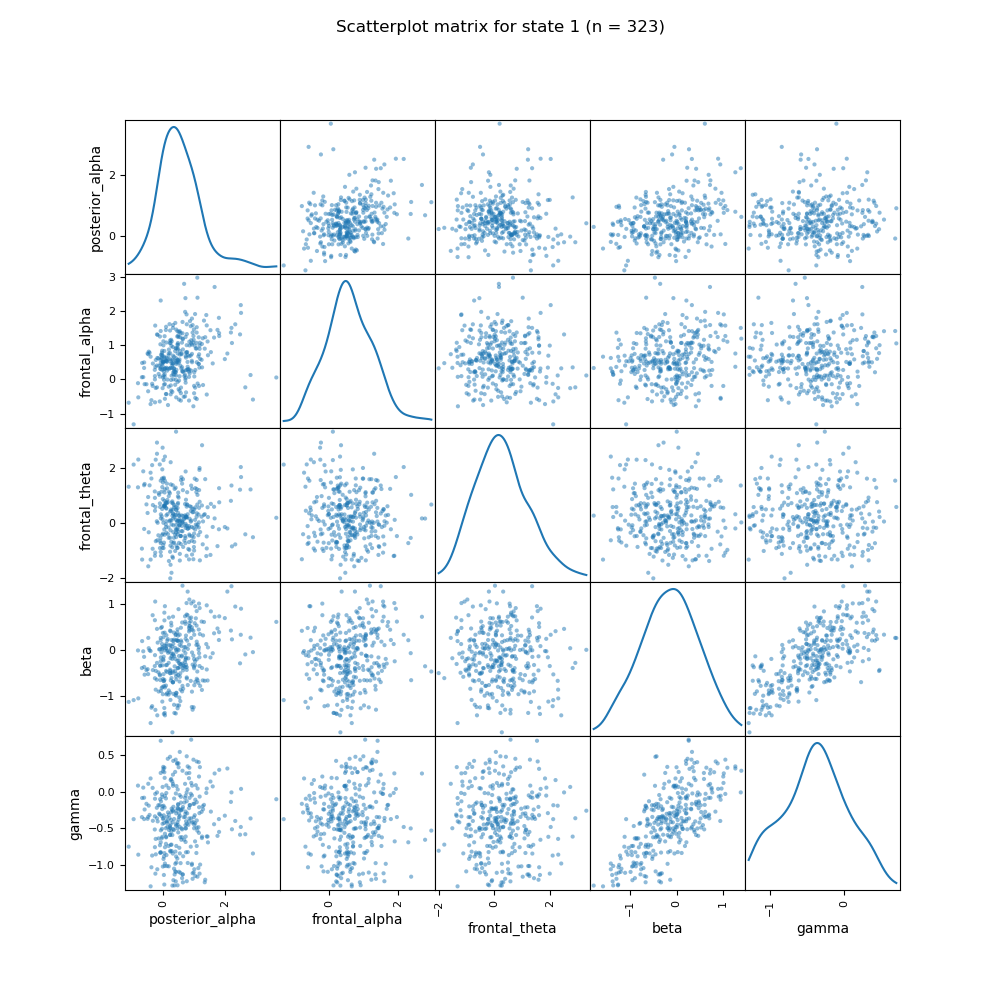 Scatterplot matrix for state 1 (n = 323)
posterior_alpha
2
0
frontal_alpha
3
2
1
0
−1
frontal_theta
2
0
−2
beta
1
0
−1
gamma
0.5
0.0
−0.5
−1.0
0 2 0 2 −2 0 2 −1 0 1 −1 0
posterior_alpha frontal_alpha frontal_theta beta gamma